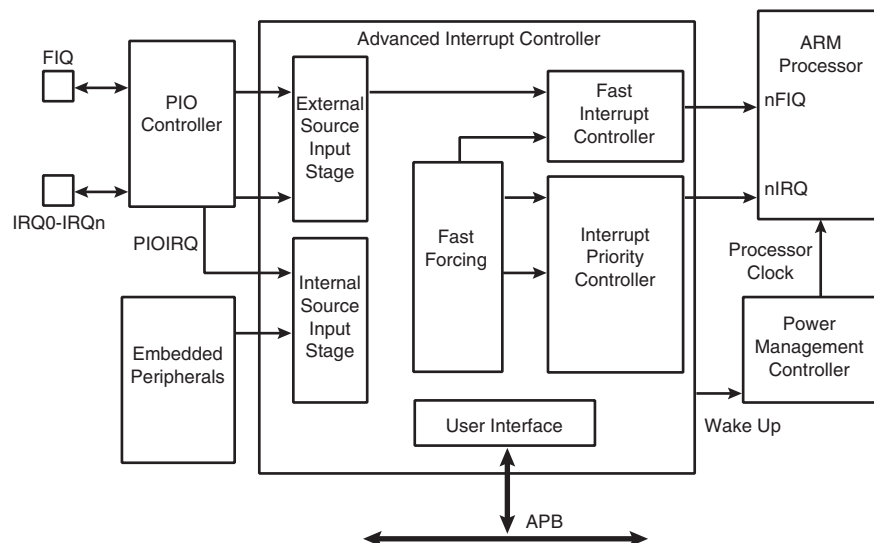 Advanced Interrupt Controller
FIQ
IRQ0-IRQn
PIO
Controller
PIOIRQ
Embedded
Peripherals
External
Source
Input
Stage
Internal
Source
Input
Stage
Fast
Forcing
Fast
Interrupt
Controller
Interrupt
Priority
Controller
User Interface
APB
ARM
Processor
nFIQ
nIRQ
Processor
Clock
Power
Management
Controller
Wake Up